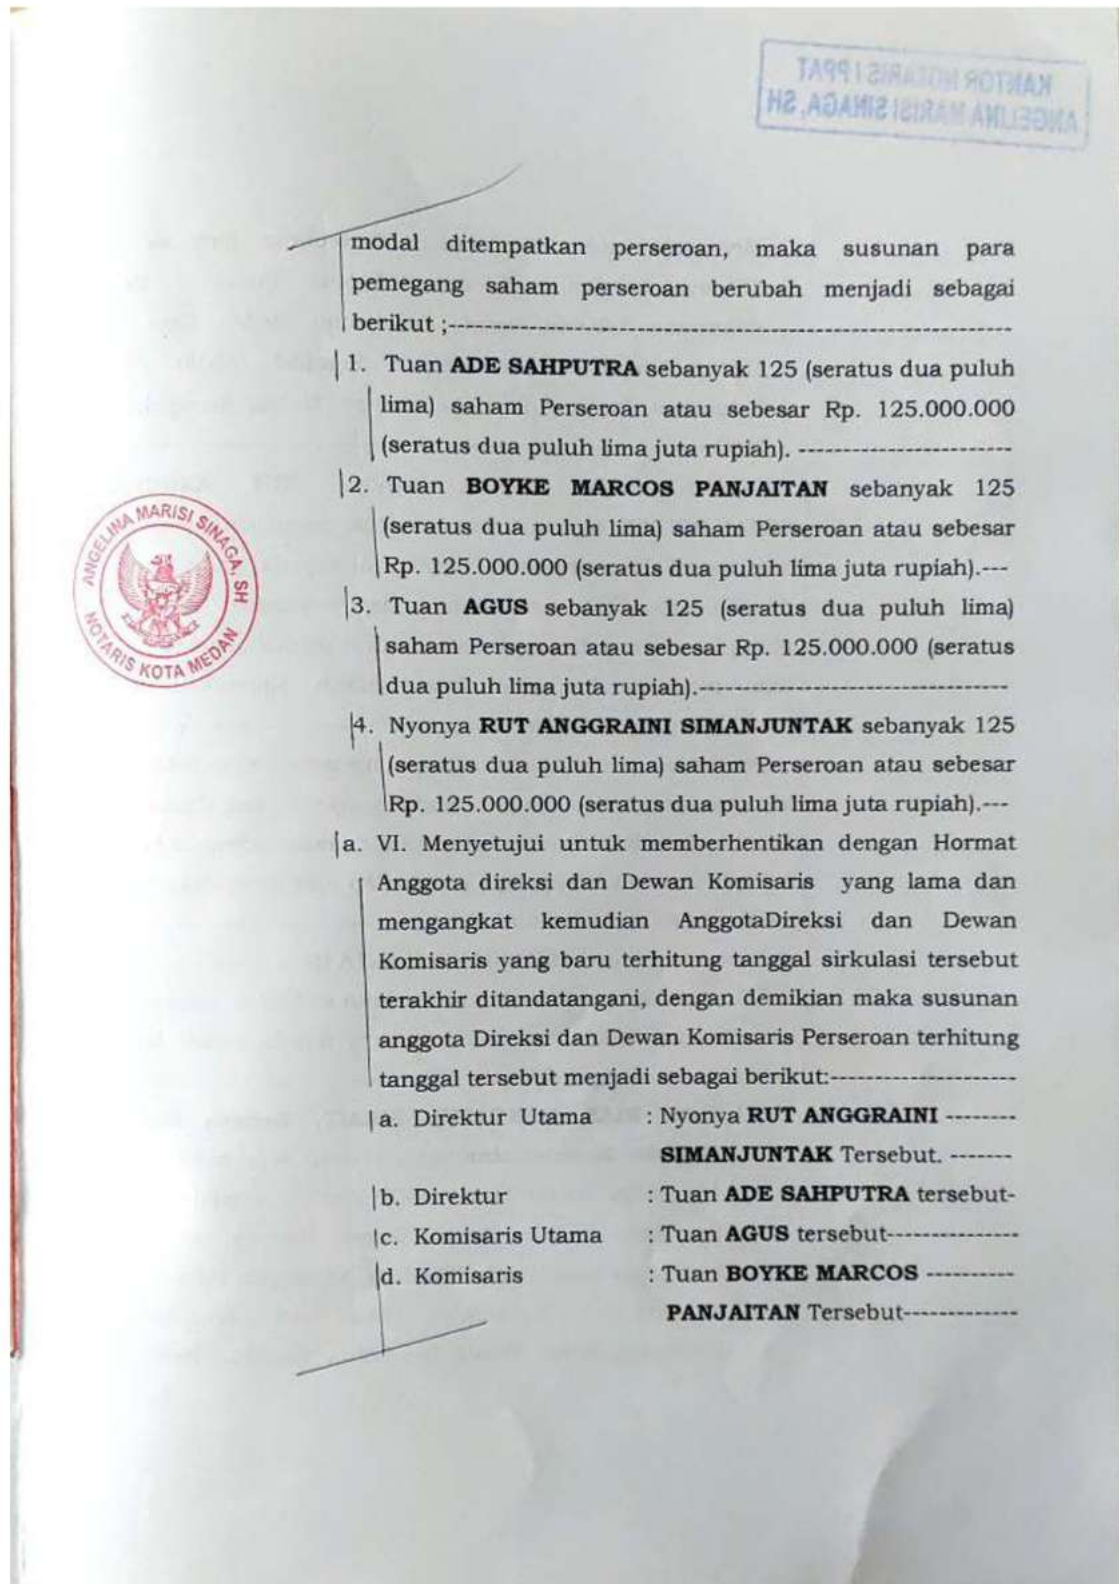 KANTOR NOTARIS / PPAT
ANGELINA MARISI SINAGA, SH
modal ditempatkan perseroan, maka susunan para
pemegang saham perseroan berubah menjadi sebagai
berikut ;---------------------------------------------------------------
1. Tuan ADE SAHPUTRA sebanyak 125 (seratus dua puluh
lima) saham Perseroan atau sebesar Rp. 125.000.000
(seratus dua puluh lima juta rupiah). ------------------------
2. Tuan BOYKE MARCOS PANJAITAN sebanyak 125
(seratus dua puluh lima) saham Perseroan atau sebesar
Rp. 125.000.000 (seratus dua puluh lima juta rupiah).---
3. Tuan AGUS sebanyak 125 (seratus dua puluh lima)
saham Perseroan atau sebesar Rp. 125.000.000 (seratus
dua puluh lima juta rupiah).-----------------------------------
4. Nyonya RUT ANGGRAINI SIMANJUNTAK sebanyak 125
(seratus dua puluh lima) saham Perseroan atau sebesar
Rp. 125.000.000 (seratus dua puluh lima juta rupiah).---
a. VI. Menyetujui untuk memberhentikan dengan Hormat
Anggota direksi dan Dewan Komisaris yang lama dan
mengangkat kemudian AnggotaDireksi dan Dewan
Komisaris yang baru terhitung tanggal sirkulasi tersebut
terakhir ditandatangani, dengan demikian maka susunan
anggota Direksi dan Dewan Komisaris Perseroan terhitung
tanggal tersebut menjadi sebagai berikut:---------------------
a. Direktur Utama : Nyonya RUT ANGGRAINI --------
SIMANJUNTAK Tersebut. -------
b. Direktur : Tuan ADE SAHPUTRA tersebut-
c. Komisaris Utama : Tuan AGUS tersebut---------------
d. Komisaris : Tuan BOYKE MARCOS ----------
PANJAITAN Tersebut-------------
ANGELINA MARISI SINAGA, SH
NOTARIS KOTA MEDAN